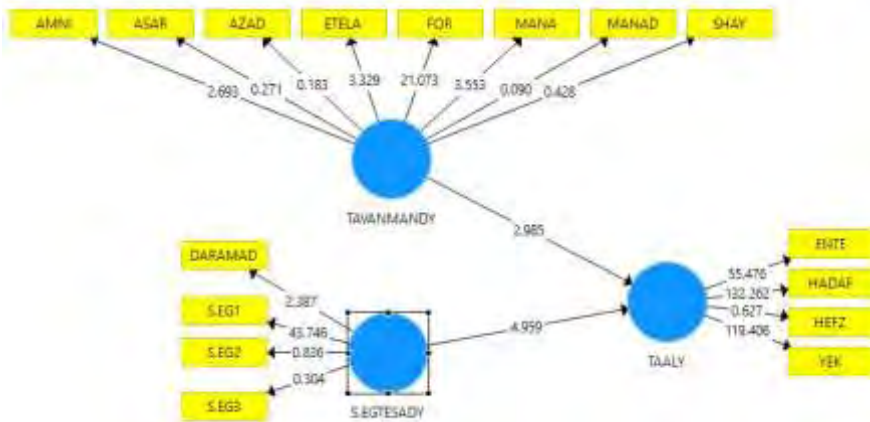 AMNI ASAR AZAD ETELA FOR MANA MANAD SHAY
2.693 0.271 0.183 3.329 21.073 3.553 0.090 0.428
TAVANMANDY
2.985
DARAMAD
S.EG1
S.EG2
S.EG3
2.387
43.746
0.836
0.304
S.EGTESADY
4.959
TAALY
55.476
132.262
0.627
119.406
ENTE
HADAF
HEFZ
YEK